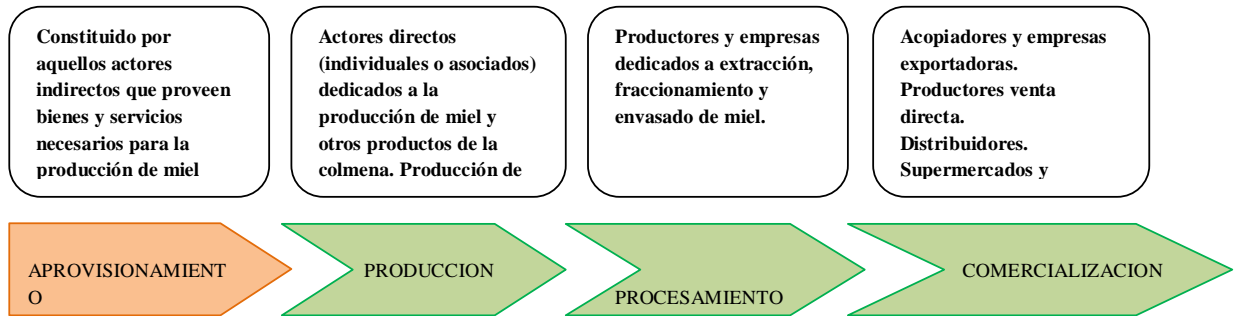 Constituido por
aquellos actores
indirectos que proveen
bienes y servicios
necesarios para la
producción de miel
Actores directos
(individuales o asociados)
dedicados a la
producción de miel y
otros productos de la
colmena. Producción de
Productores y empresas
dedicados a extracción,
fraccionamiento y
envasado de miel.
Acopiadores y empresas
exportadoras.
Productores venta
directa.
Distribuidores.
Supermercados y
APROVISIONAMIENT
O
PRODUCCION
PROCESAMIENTO
COMERCIALIZACION